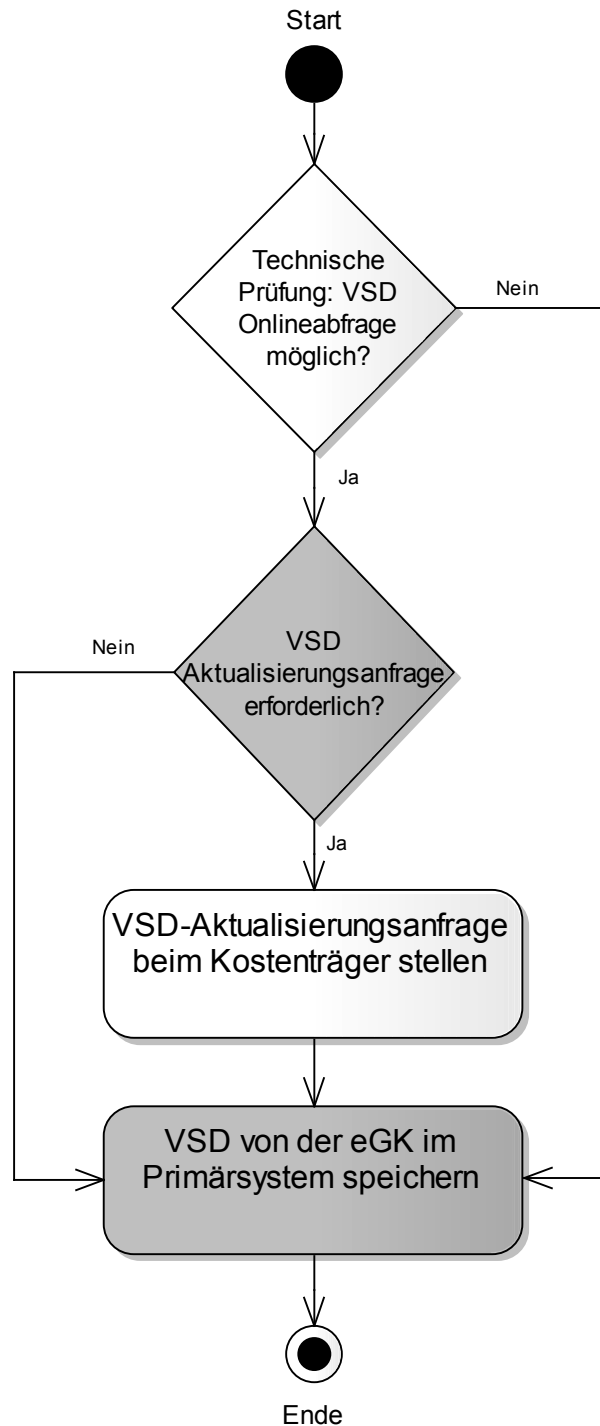 Start
Technische
Prüfung: VSD
Onlineabfrage
möglich?
Nein
Ja
VSD
Aktualisierungsanfrage
erforderlich?
Nein
Ja
VSD-Aktualisierungsanfrage
beim Kostenträger stellen
VSD von der eGK im
Primärsystem speichern
Ende